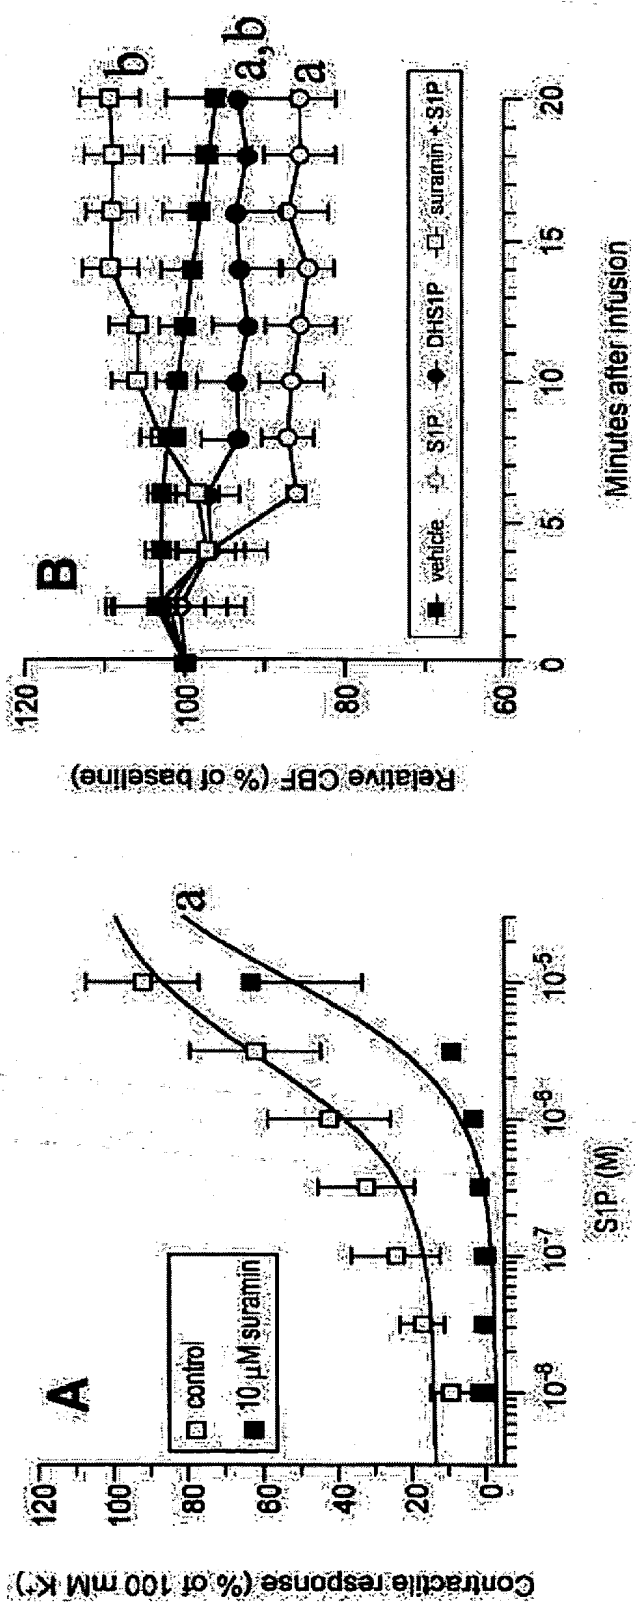 A
control
10 µM suramin
Contractile response (% of 100 mM K⁺)
120
100
80
60
40
20
0
a
10⁻⁸
10⁻⁷
10⁻⁶
10⁻⁵
S1P (M)
B
Relative CBF (% of baseline)
120
100
80
60
b
a,b
a
vehicle
S1P
DHS1P
suramin + S1P
0
5
10
15
20
Minutes after infusion